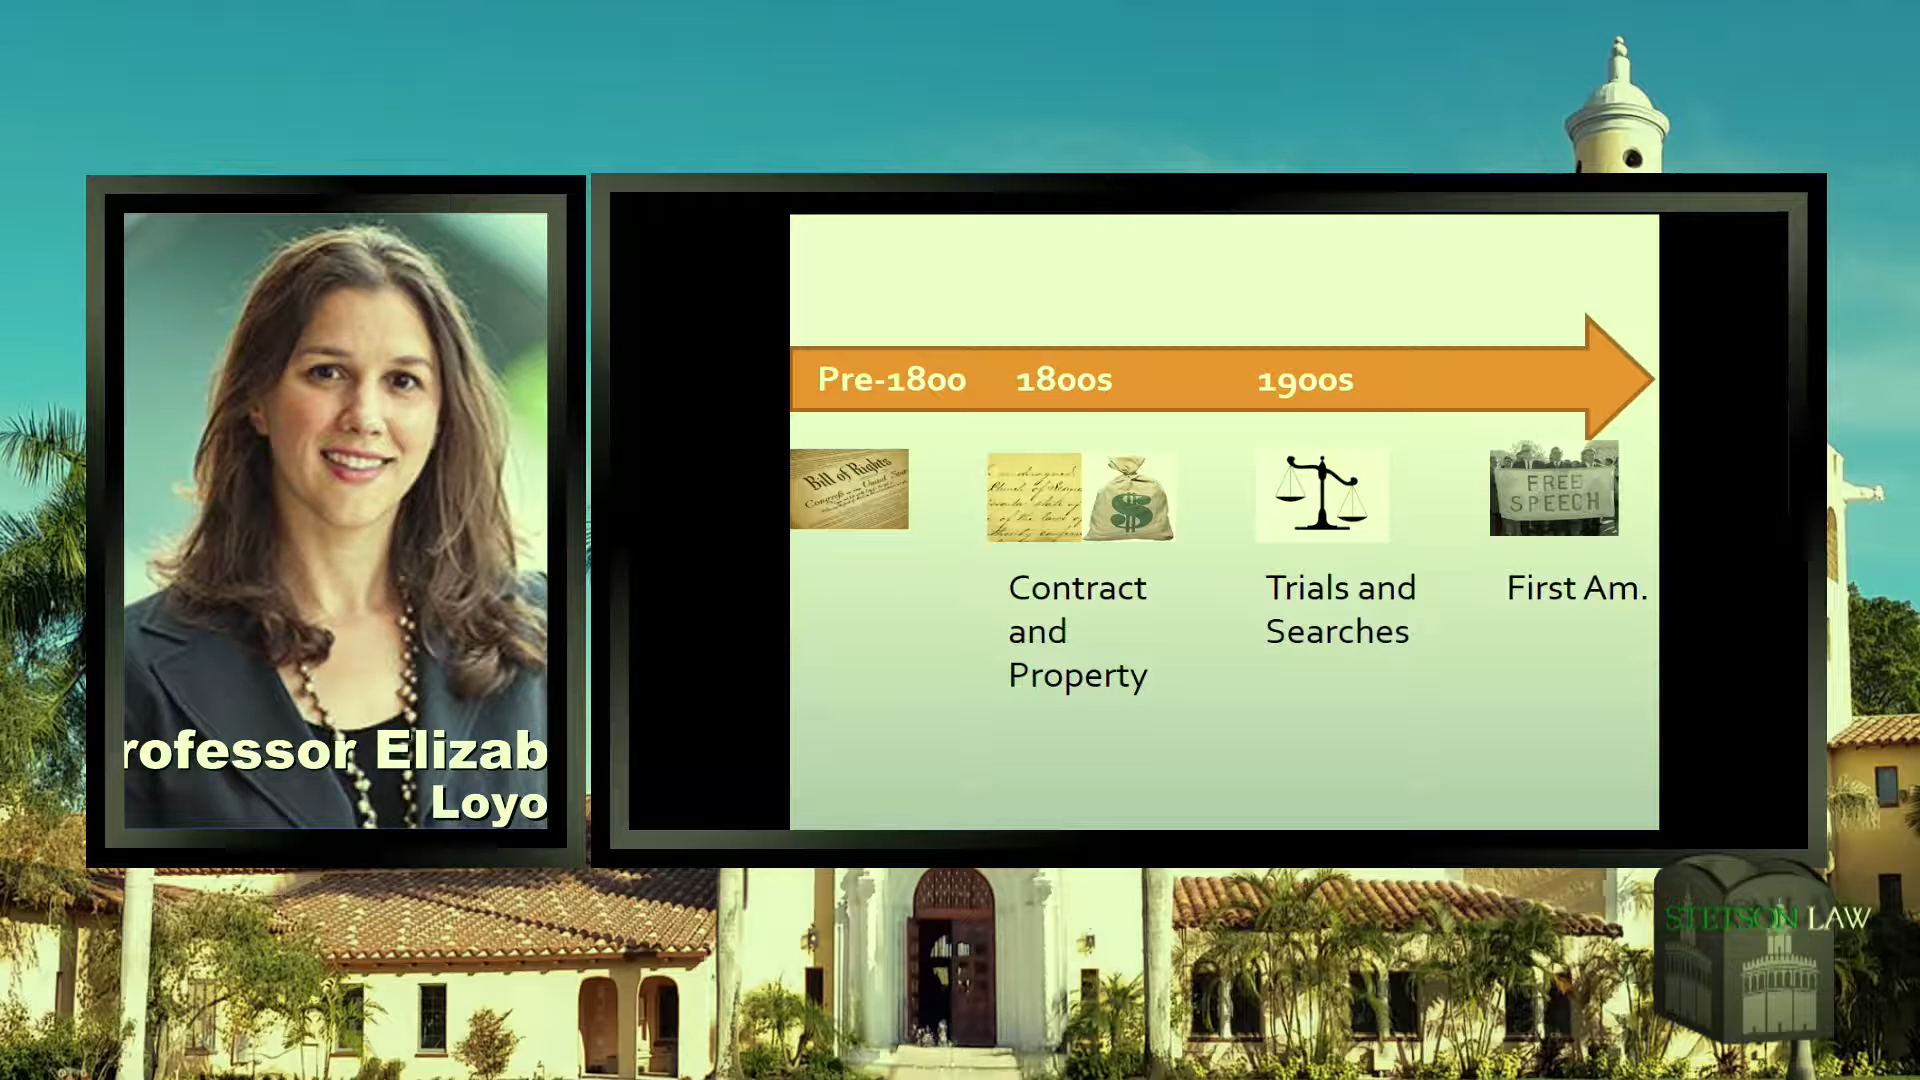 rofessor Elizab
Loyo
Pre-1800 1800s 1900s
Bill of Rights
Congress of the United
FREE
SPEECH
Contract
and
Property
Trials and
Searches
First Am.
STETSON LAW